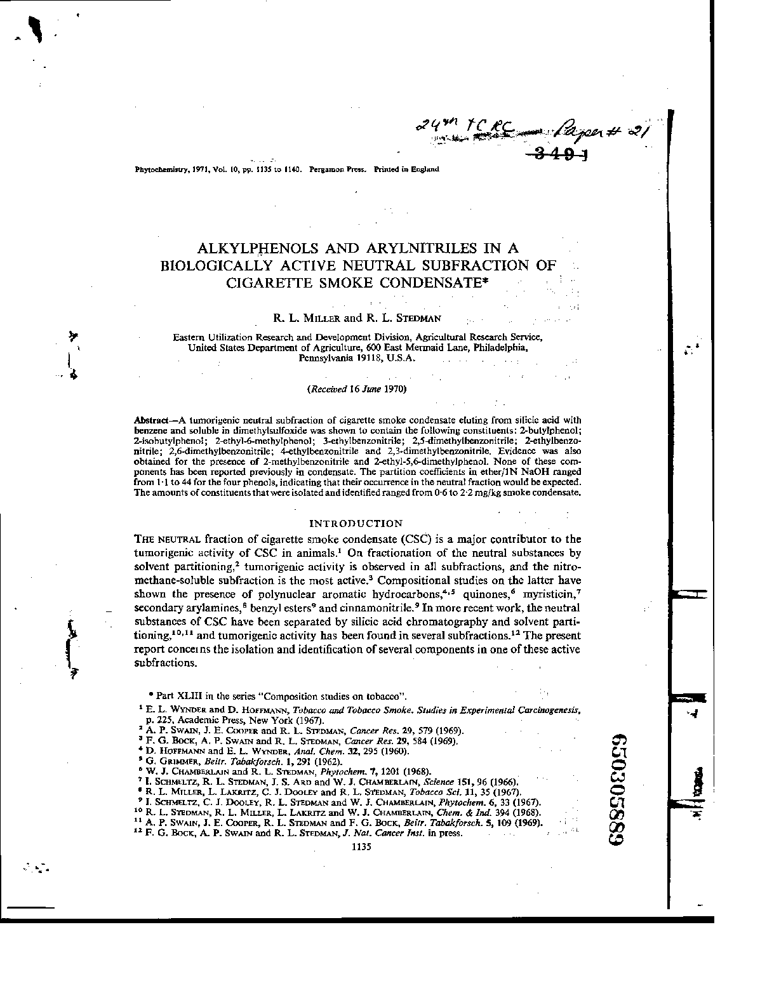 24th TCRC — Paper # 21
3491
Phytochemistry, 1971, Vol. 10, pp. 1135 to 1140. Pergamon Press. Printed in England
ALKYLPHENOLS AND ARYLNITRILES IN A
BIOLOGICALLY ACTIVE NEUTRAL SUBFRACTION OF
CIGARETTE SMOKE CONDENSATE*
R. L. MILLER and R. L. STEDMAN
Eastern Utilization Research and Development Division, Agricultural Research Service,
United States Department of Agriculture, 600 East Mermaid Lane, Philadelphia,
Pennsylvania 19118, U.S.A.
(Received 16 June 1970)
Abstract—A tumorigenic neutral subfraction of cigarette smoke condensate eluting from silicic acid with
benzene and soluble in dimethylsulfoxide was shown to contain the following constituents: 2-butylphenol;
2-isobutylphenol; 2-ethyl-6-methylphenol; 3-ethylbenzonitrile; 2,5-dimethylbenzonitrile; 2-ethylbenzo-
nitrile; 2,6-dimethylbenzonitrile; 4-ethylbenzonitrile and 2,3-dimethylbenzonitrile. Evidence was also
obtained for the presence of 2-methylbenzonitrile and 2-ethyl-5,6-dimethylphenol. None of these com-
ponents has been reported previously in condensate. The partition coefficients in ether/1N NaOH ranged
from 1·1 to 44 for the four phenols, indicating that their occurrence in the neutral fraction would be expected.
The amounts of constituents that were isolated and identified ranged from 0·6 to 2·2 mg/kg smoke condensate.
INTRODUCTION
THE NEUTRAL fraction of cigarette smoke condensate (CSC) is a major contributor to the
tumorigenic activity of CSC in animals.¹ On fractionation of the neutral substances by
solvent partitioning,² tumorigenic activity is observed in all subfractions, and the nitro-
methane-soluble subfraction is the most active.³ Compositional studies on the latter have
shown the presence of polynuclear aromatic hydrocarbons,⁴,⁵ quinones,⁶ myristicin,⁷
secondary arylamines,⁸ benzyl esters⁹ and cinnamonitrile.⁹ In more recent work, the neutral
substances of CSC have been separated by silicic acid chromatography and solvent parti-
tioning,¹⁰,¹¹ and tumorigenic activity has been found in several subfractions.¹² The present
report concerns the isolation and identification of several components in one of these active
subfractions.
* Part XLIII in the series "Composition studies on tobacco".
¹ E. L. WYNDER and D. HOFFMANN, Tobacco and Tobacco Smoke. Studies in Experimental Carcinogenesis,
p. 225, Academic Press, New York (1967).
² A. P. SWAIN, J. E. COOPER and R. L. STEDMAN, Cancer Res. 29, 579 (1969).
³ F. G. BOCK, A. P. SWAIN and R. L. STEDMAN, Cancer Res. 29, 584 (1969).
⁴ D. HOFFMANN and E. L. WYNDER, Anal. Chem. 32, 295 (1960).
⁵ G. GRIMMER, Beitr. Tabakforsch. 1, 291 (1962).
⁶ W. J. CHAMBERLAIN and R. L. STEDMAN, Phytochem. 7, 1201 (1968).
⁷ I. SCHMELTZ, R. L. STEDMAN, J. S. ARD and W. J. CHAMBERLAIN, Science 151, 96 (1966).
⁸ R. L. MILLER, L. LAKRITZ, C. J. DOOLEY and R. L. STEDMAN, Tobacco Sci. 11, 35 (1967).
⁹ I. SCHMELTZ, C. J. DOOLEY, R. L. STEDMAN and W. J. CHAMBERLAIN, Phytochem. 6, 33 (1967).
¹⁰ R. L. STEDMAN, R. L. MILLER, L. LAKRITZ and W. J. CHAMBERLAIN, Chem. & Ind. 394 (1968).
¹¹ A. P. SWAIN, J. E. COOPER, R. L. STEDMAN and F. G. BOCK, Beitr. Tabakforsch. 5, 109 (1969).
¹² F. G. BOCK, A. P. SWAIN and R. L. STEDMAN, J. Nat. Cancer Inst. in press.
1135
650305889